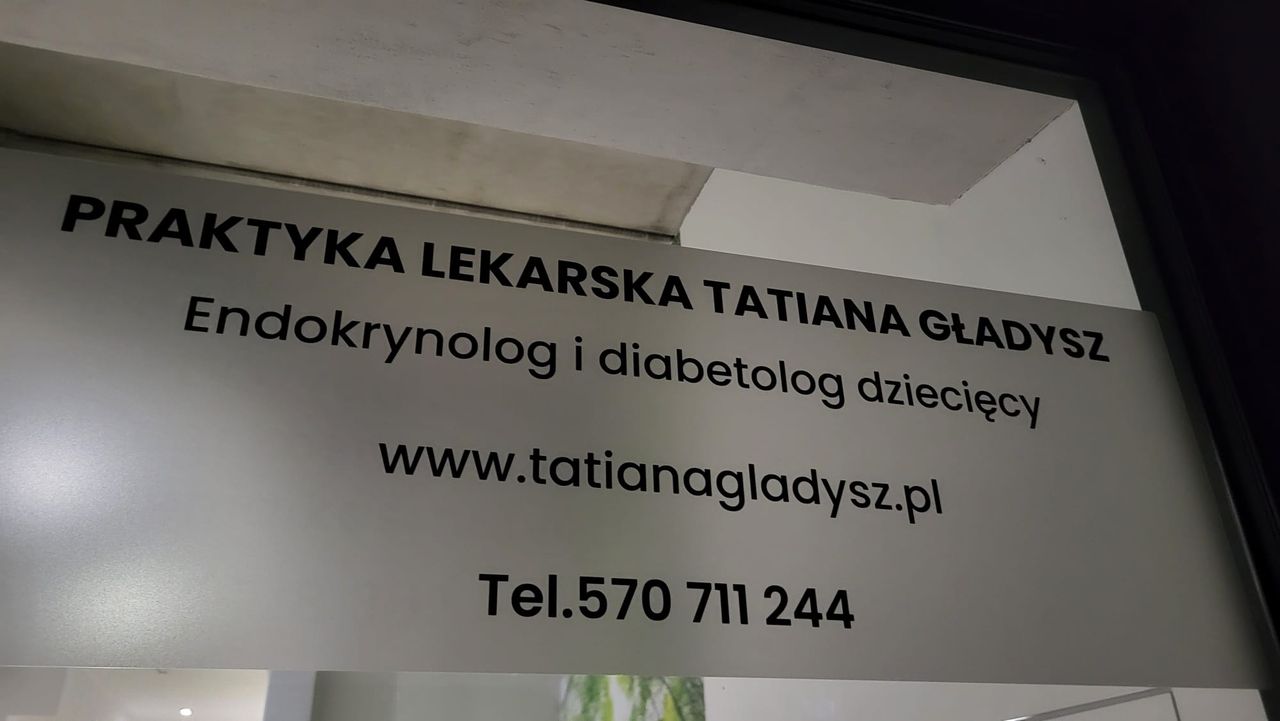 PRAKTYKA LEKARSKA TATIANA GŁADYSZ
Endokrynolog i diabetolog dziecięcy
www.tatianagladysz.pl
Tel.570 711 244